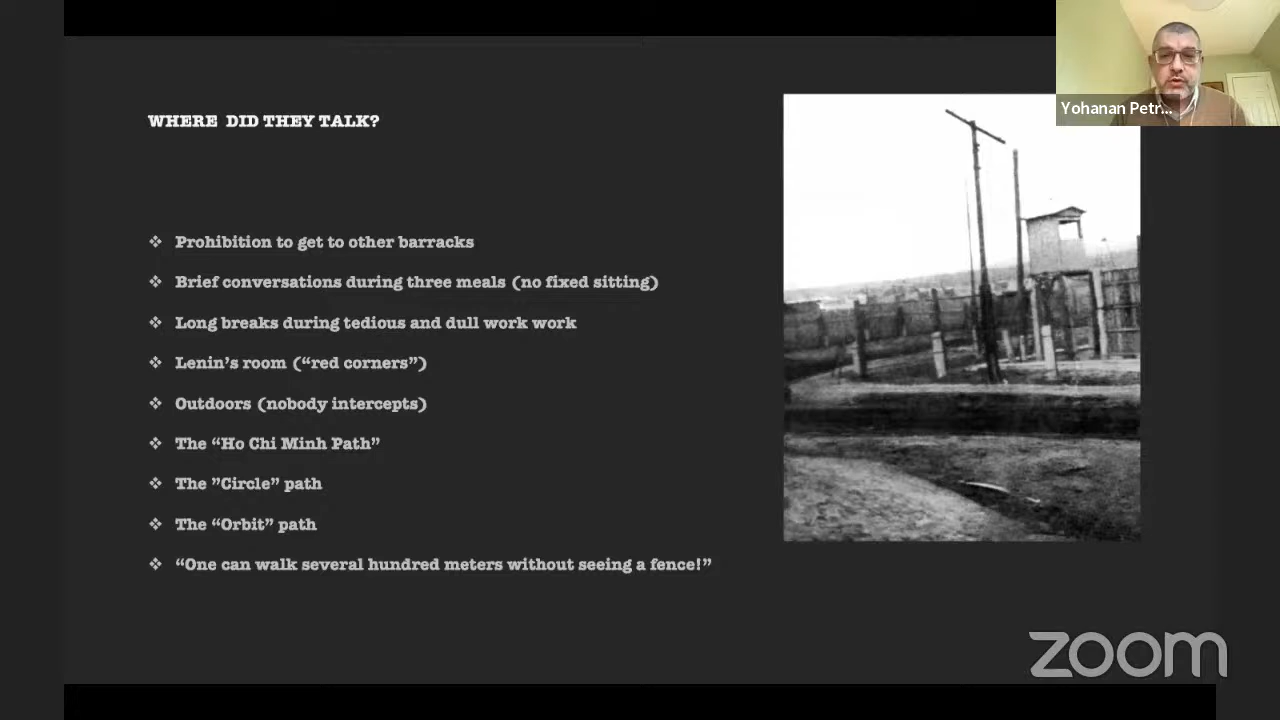 WHERE DID THEY TALK?
Prohibition to get to other barracks
Brief conversations during three meals (no fixed sitting)
Long breaks during tedious and dull work work
Lenin's room (“red corners”)
Outdoors (nobody intercepts)
The “Ho Chi Minh Path”
The ”Circle” path
The “Orbit” path
“One can walk several hundred meters without seeing a fence!”
Yohanan Petr...
zoom